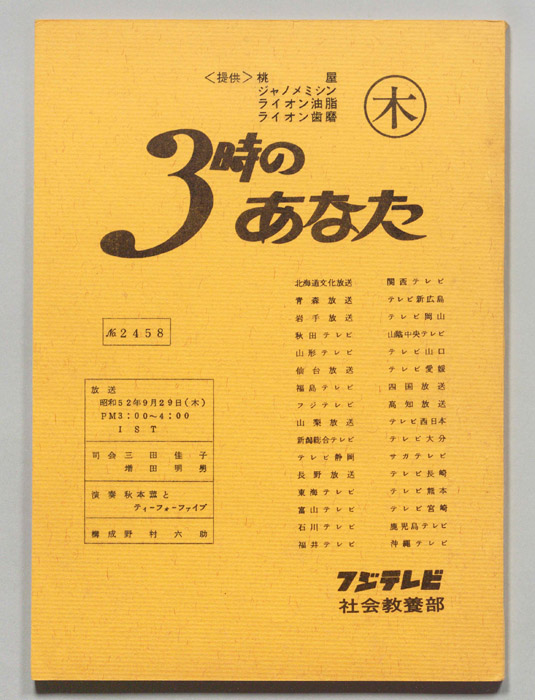 <提供>桃屋
ジャノメミシン
ライオン油脂
ライオン歯磨
木
3時の
あなた
北海道文化放送
青森放送
岩手放送
秋田テレビ
山形テレビ
仙台放送
福島テレビ
フジテレビ
山梨放送
新潟総合テレビ
テレビ静岡
長野放送
東海テレビ
富山テレビ
石川テレビ
福井テレビ
関西テレビ
テレビ新広島
テレビ岡山
山陰中央テレビ
テレビ山口
テレビ愛媛
四国放送
高知放送
テレビ西日本
テレビ大分
サガテレビ
テレビ長崎
テレビ熊本
テレビ宮崎
鹿児島テレビ
沖縄テレビ
№2458
放送
昭和52年9月29日(木)
PM3:00〜4:00
1ST
司会 三田佳子
増田明男
演奏 秋本薫と
ティーフォーファイブ
構成 野村六助
フジテレビ
社会教養部